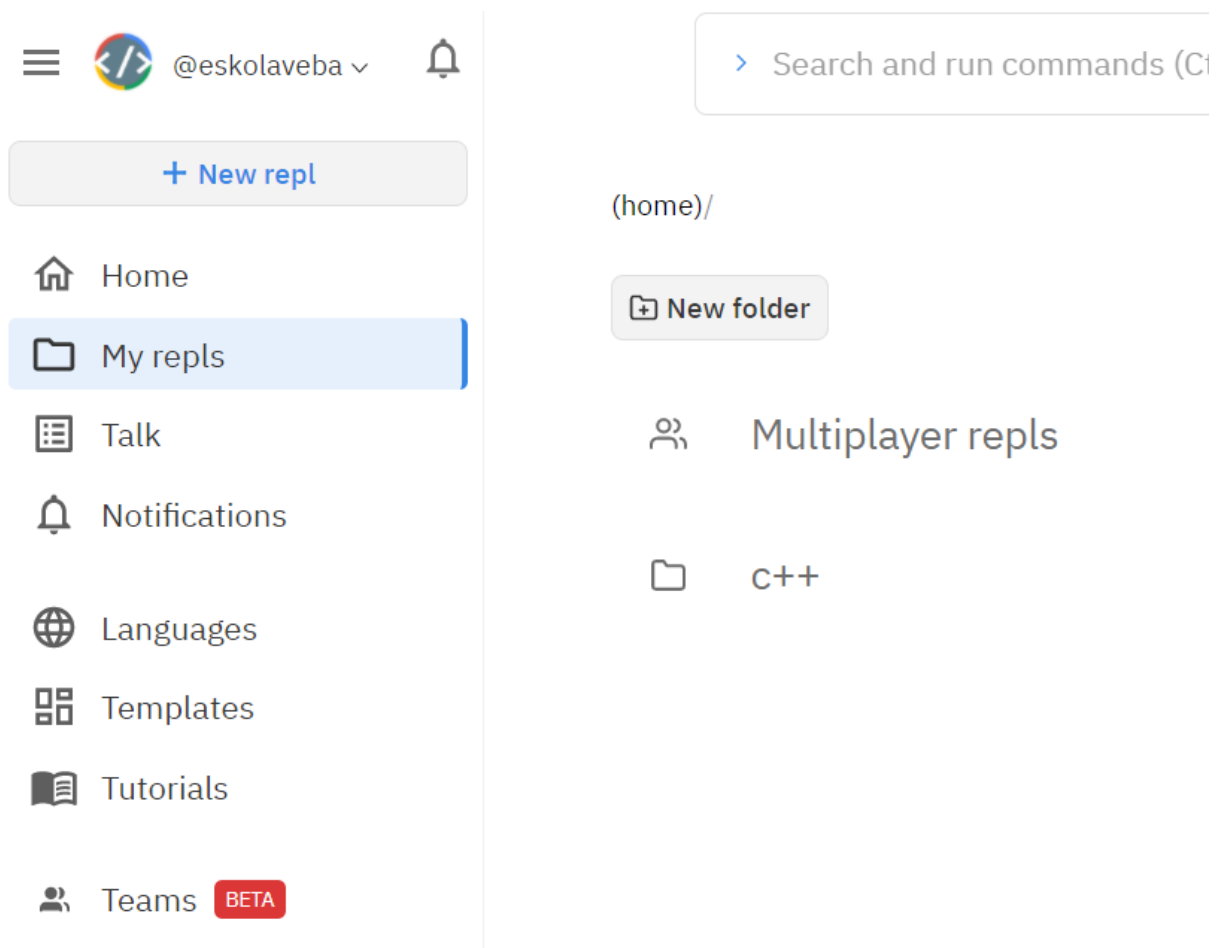 @eskolaveba
+ New repl
Home
My repls
Talk
Notifications
Languages
Templates
Tutorials
Teams BETA
> Search and run commands (Ct
(home)/
New folder
Multiplayer repls
c++